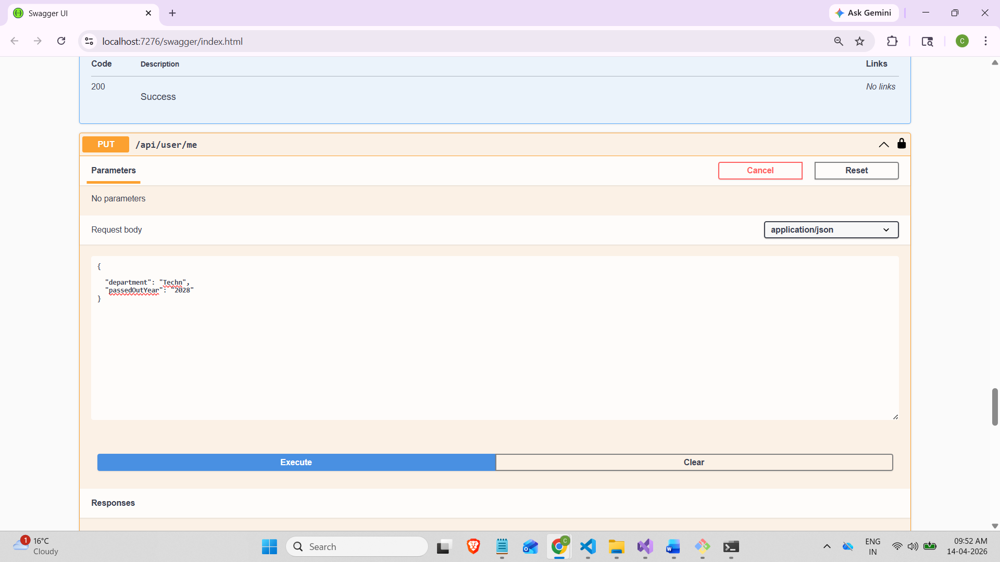 Swagger UI
Ask Gemini
localhost:7276/swagger/index.html
C
Code Description Links
200 Success No links
PUT /api/user/me
Parameters Cancel Reset
No parameters
Request body application/json
{
"department": "Techn",
"passedOutYear": "2028"
}
Execute Clear
Responses
1 16°C
Cloudy
Search
C
ENG
IN
09:52 AM
14-04-2026